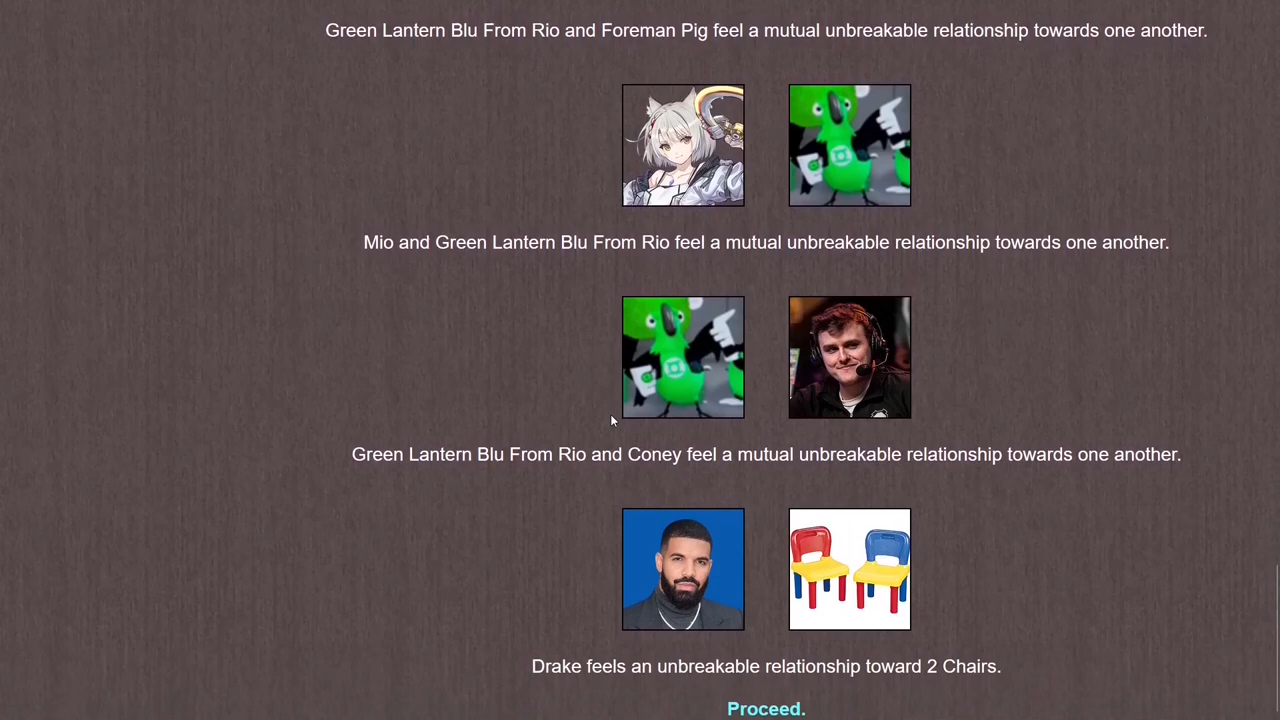 Green Lantern Blu From Rio and Foreman Pig feel a mutual unbreakable relationship towards one another.
Mio and Green Lantern Blu From Rio feel a mutual unbreakable relationship towards one another.
Green Lantern Blu From Rio and Coney feel a mutual unbreakable relationship towards one another.
Drake feels an unbreakable relationship toward 2 Chairs.
Proceed.